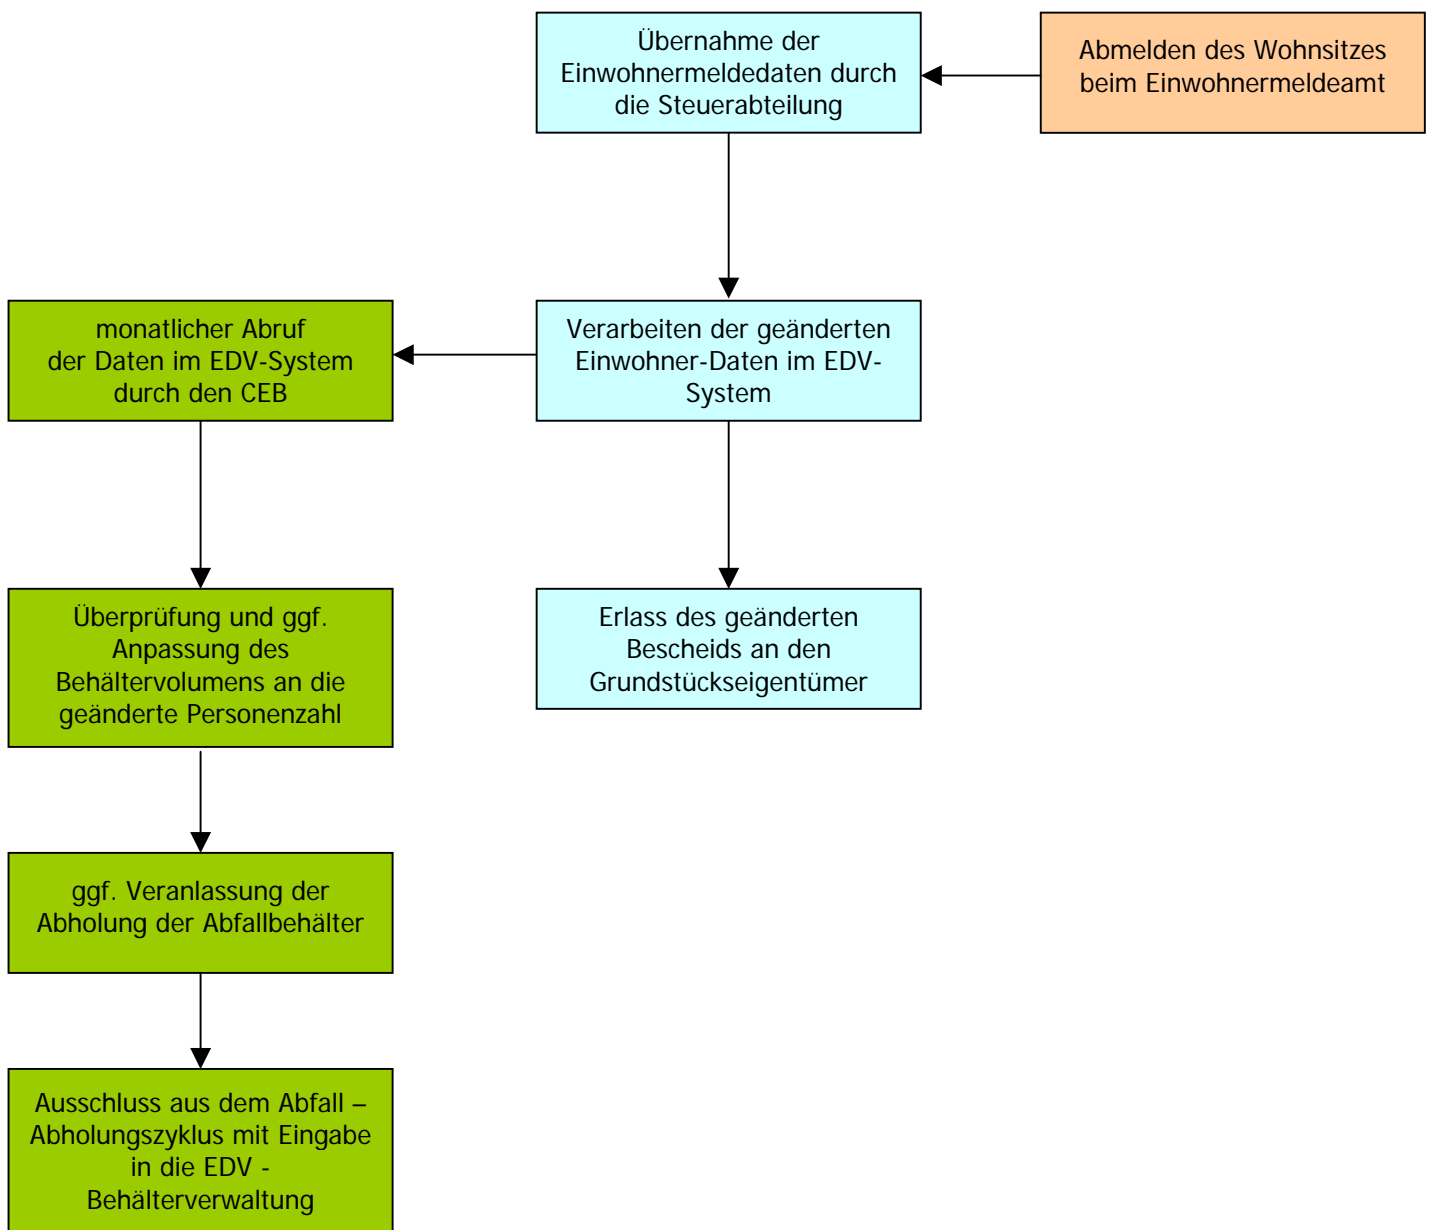 Übernahme der
Einwohnermeldedaten durch
die Steuerabteilung
Abmelden des Wohnsitzes
beim Einwohnermeldeamt
monatlicher Abruf
der Daten im EDV-System
durch den CEB
Verarbeiten der geänderten
Einwohner-Daten im EDV-
System
Überprüfung und ggf.
Anpassung des
Behältervolumens an die
geänderte Personenzahl
Erlass des geänderten
Bescheids an den
Grundstückseigentümer
ggf. Veranlassung der
Abholung der Abfallbehälter
Ausschluss aus dem Abfall –
Abholungszyklus mit Eingabe
in die EDV -
Behälterverwaltung